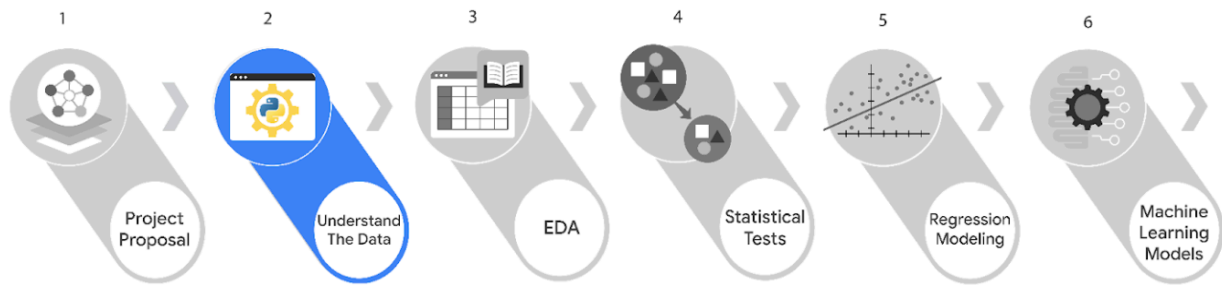 1
2
3
4
5
6
Project
Proposal
Understand
The Data
EDA
Statistical
Tests
Regression
Modeling
Machine
Learning
Models